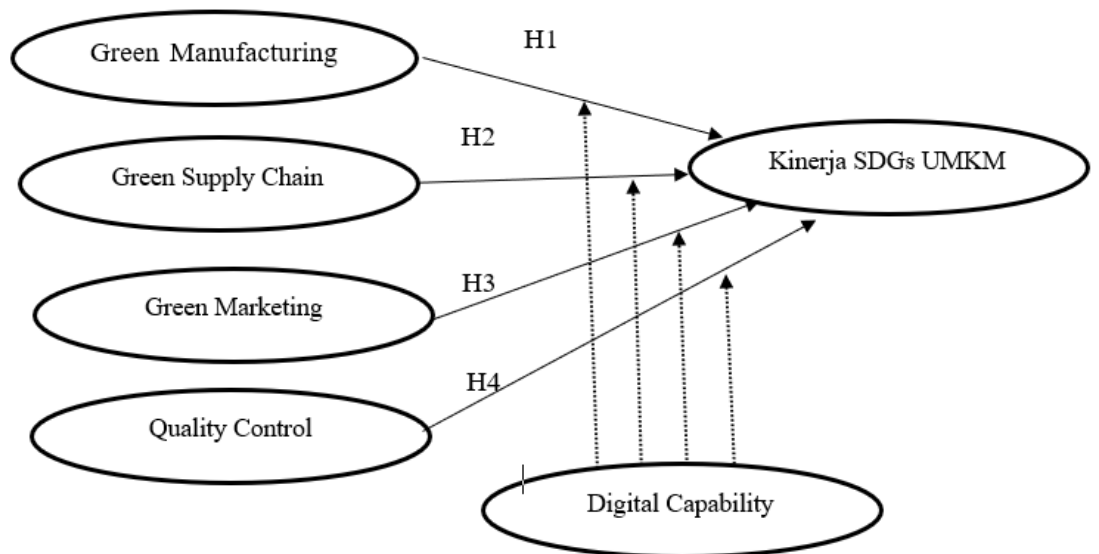 Green Manufacturing
H1
Kinerja SDGs UMKM
H2
Green Supply Chain
H3
Green Marketing
H4
Quality Control
Digital Capability